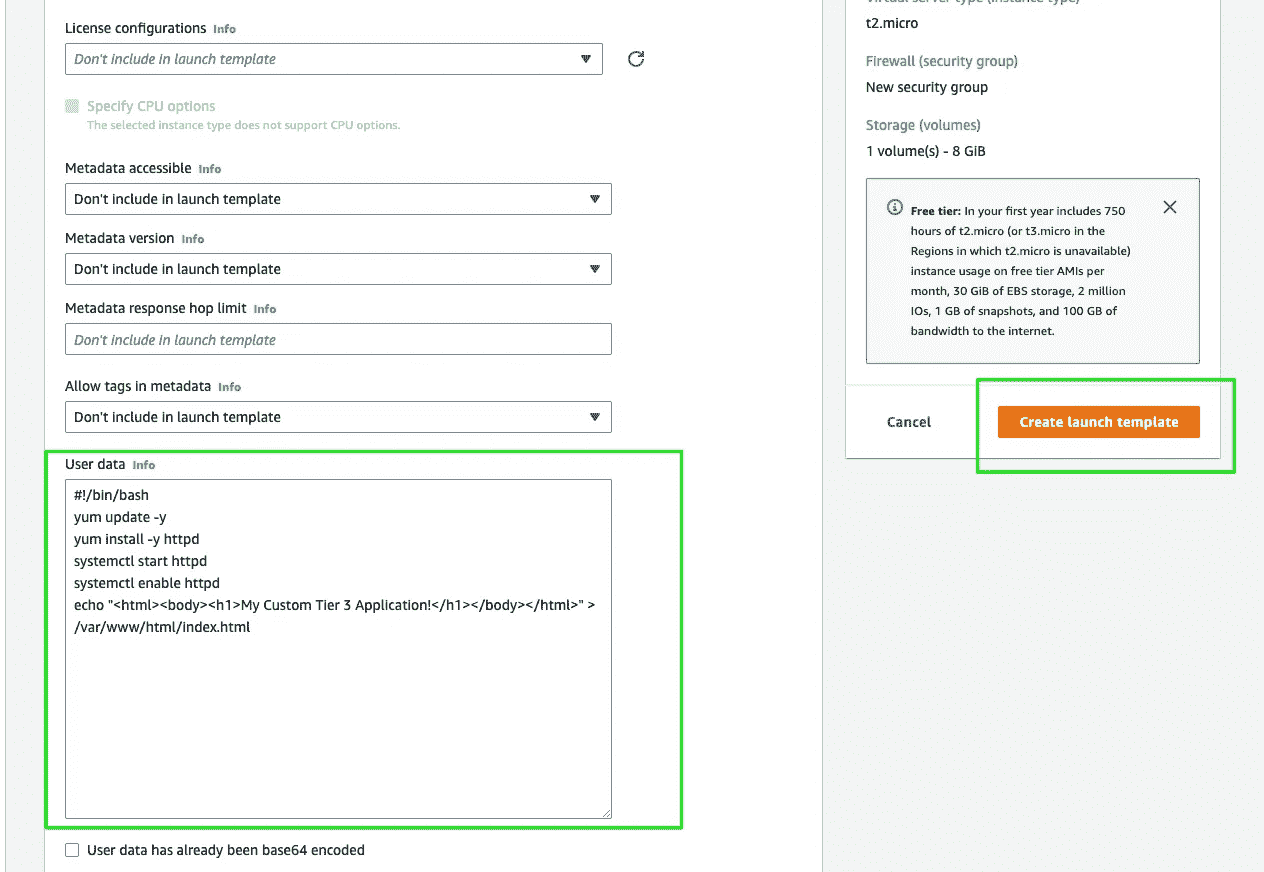 License configurations Info
Don't include in launch template
Specify CPU options
The selected instance type does not support CPU options.
Metadata accessible Info
Don't include in launch template
Metadata version Info
Don't include in launch template
Metadata response hop limit Info
Don't include in launch template
Allow tags in metadata Info
Don't include in launch template
User data Info
#!/bin/bash
yum update -y
yum install -y httpd
systemctl start httpd
systemctl enable httpd
echo "<html><body><h1>My Custom Tier 3 Application!</h1></body></html>" >
/var/www/html/index.html
User data has already been base64 encoded
Virtual server type (instance type)
t2.micro
Firewall (security group)
New security group
Storage (volumes)
1 volume(s) - 8 GiB
Free tier: In your first year includes 750
hours of t2.micro (or t3.micro in the
Regions in which t2.micro is unavailable)
instance usage on free tier AMIs per
month, 30 GiB of EBS storage, 2 million
IOs, 1 GB of snapshots, and 100 GB of
bandwidth to the internet.
Cancel
Create launch template